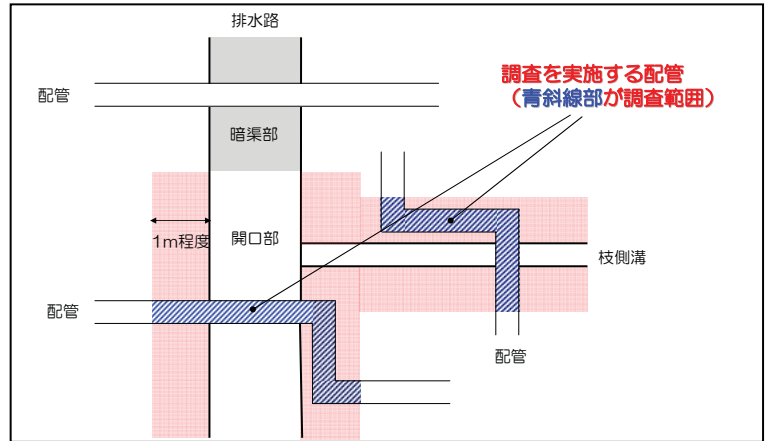 排水路
調査を実施する配管
（青斜線部が調査範囲）
配管
暗渠部
1m程度
開口部
枝側溝
配管
配管